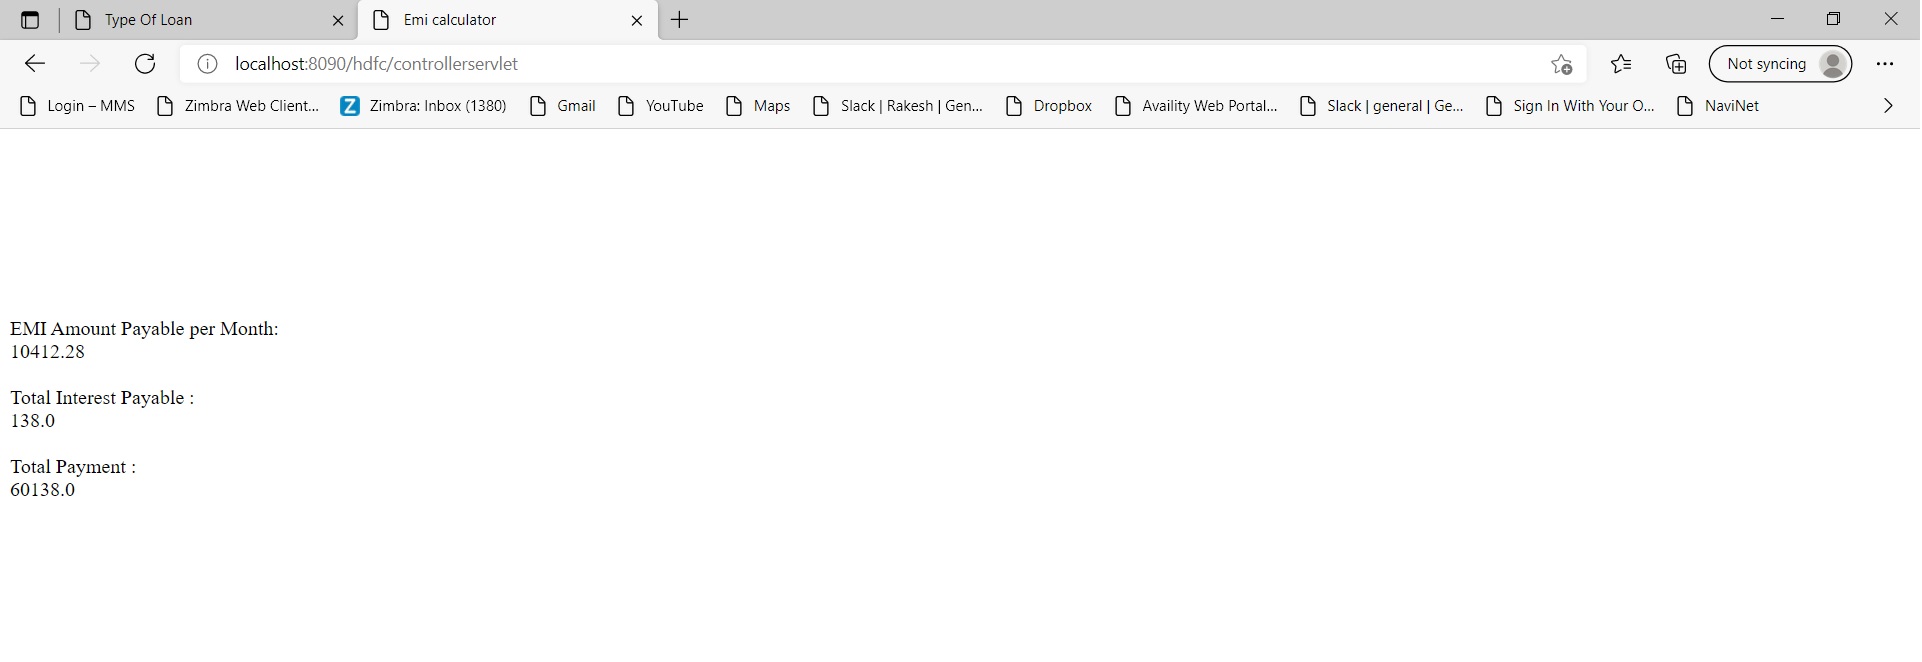 Type Of Loan
Emi calculator
localhost:8090/hdfc/controllerservlet
Not syncing
Login – MMS
Zimbra Web Client...
Z
Zimbra: Inbox (1380)
Gmail
YouTube
Maps
Slack | Rakesh | Gen...
Dropbox
Availity Web Portal...
Slack | general | Ge...
Sign In With Your O...
NaviNet
EMI Amount Payable per Month:
10412.28
Total Interest Payable :
138.0
Total Payment :
60138.0